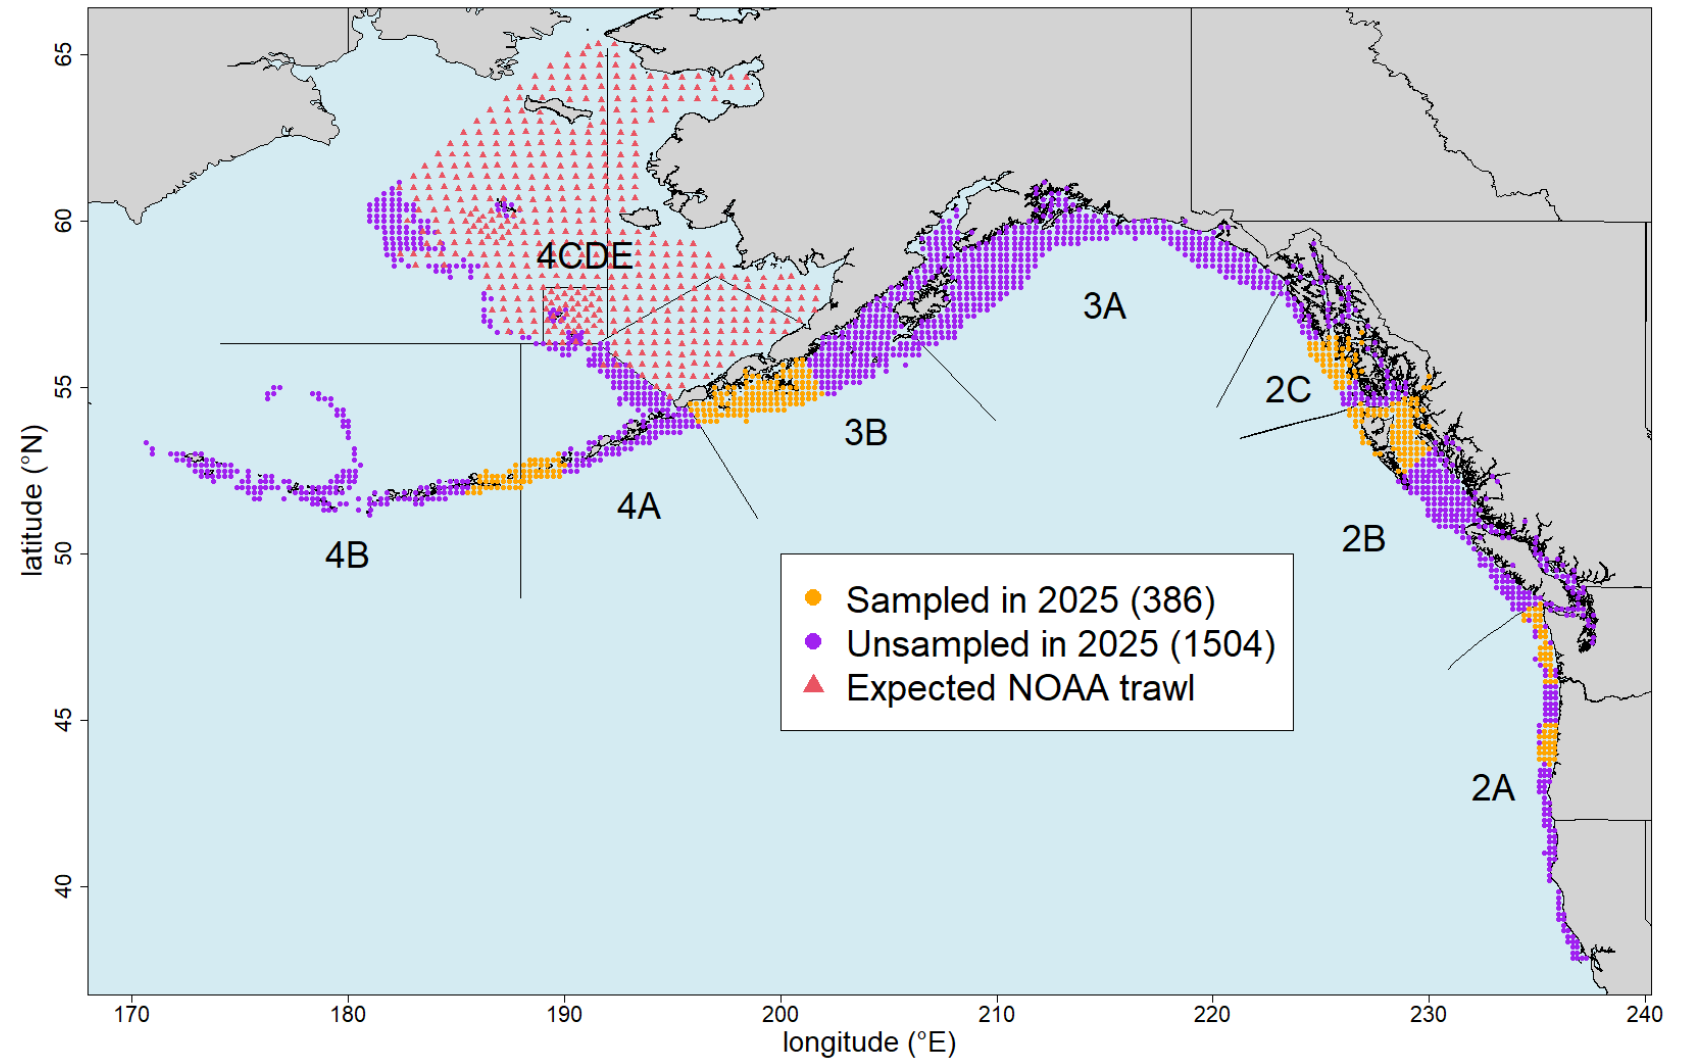 65
60
55
50
45
40
latitude (°N)
4CDE
3A
2C
3B
4A
2B
4B
Sampled in 2025 (386)
Unsampled in 2025 (1504)
Expected NOAA trawl
2A
170
180
190
200
210
220
230
240
longitude (°E)